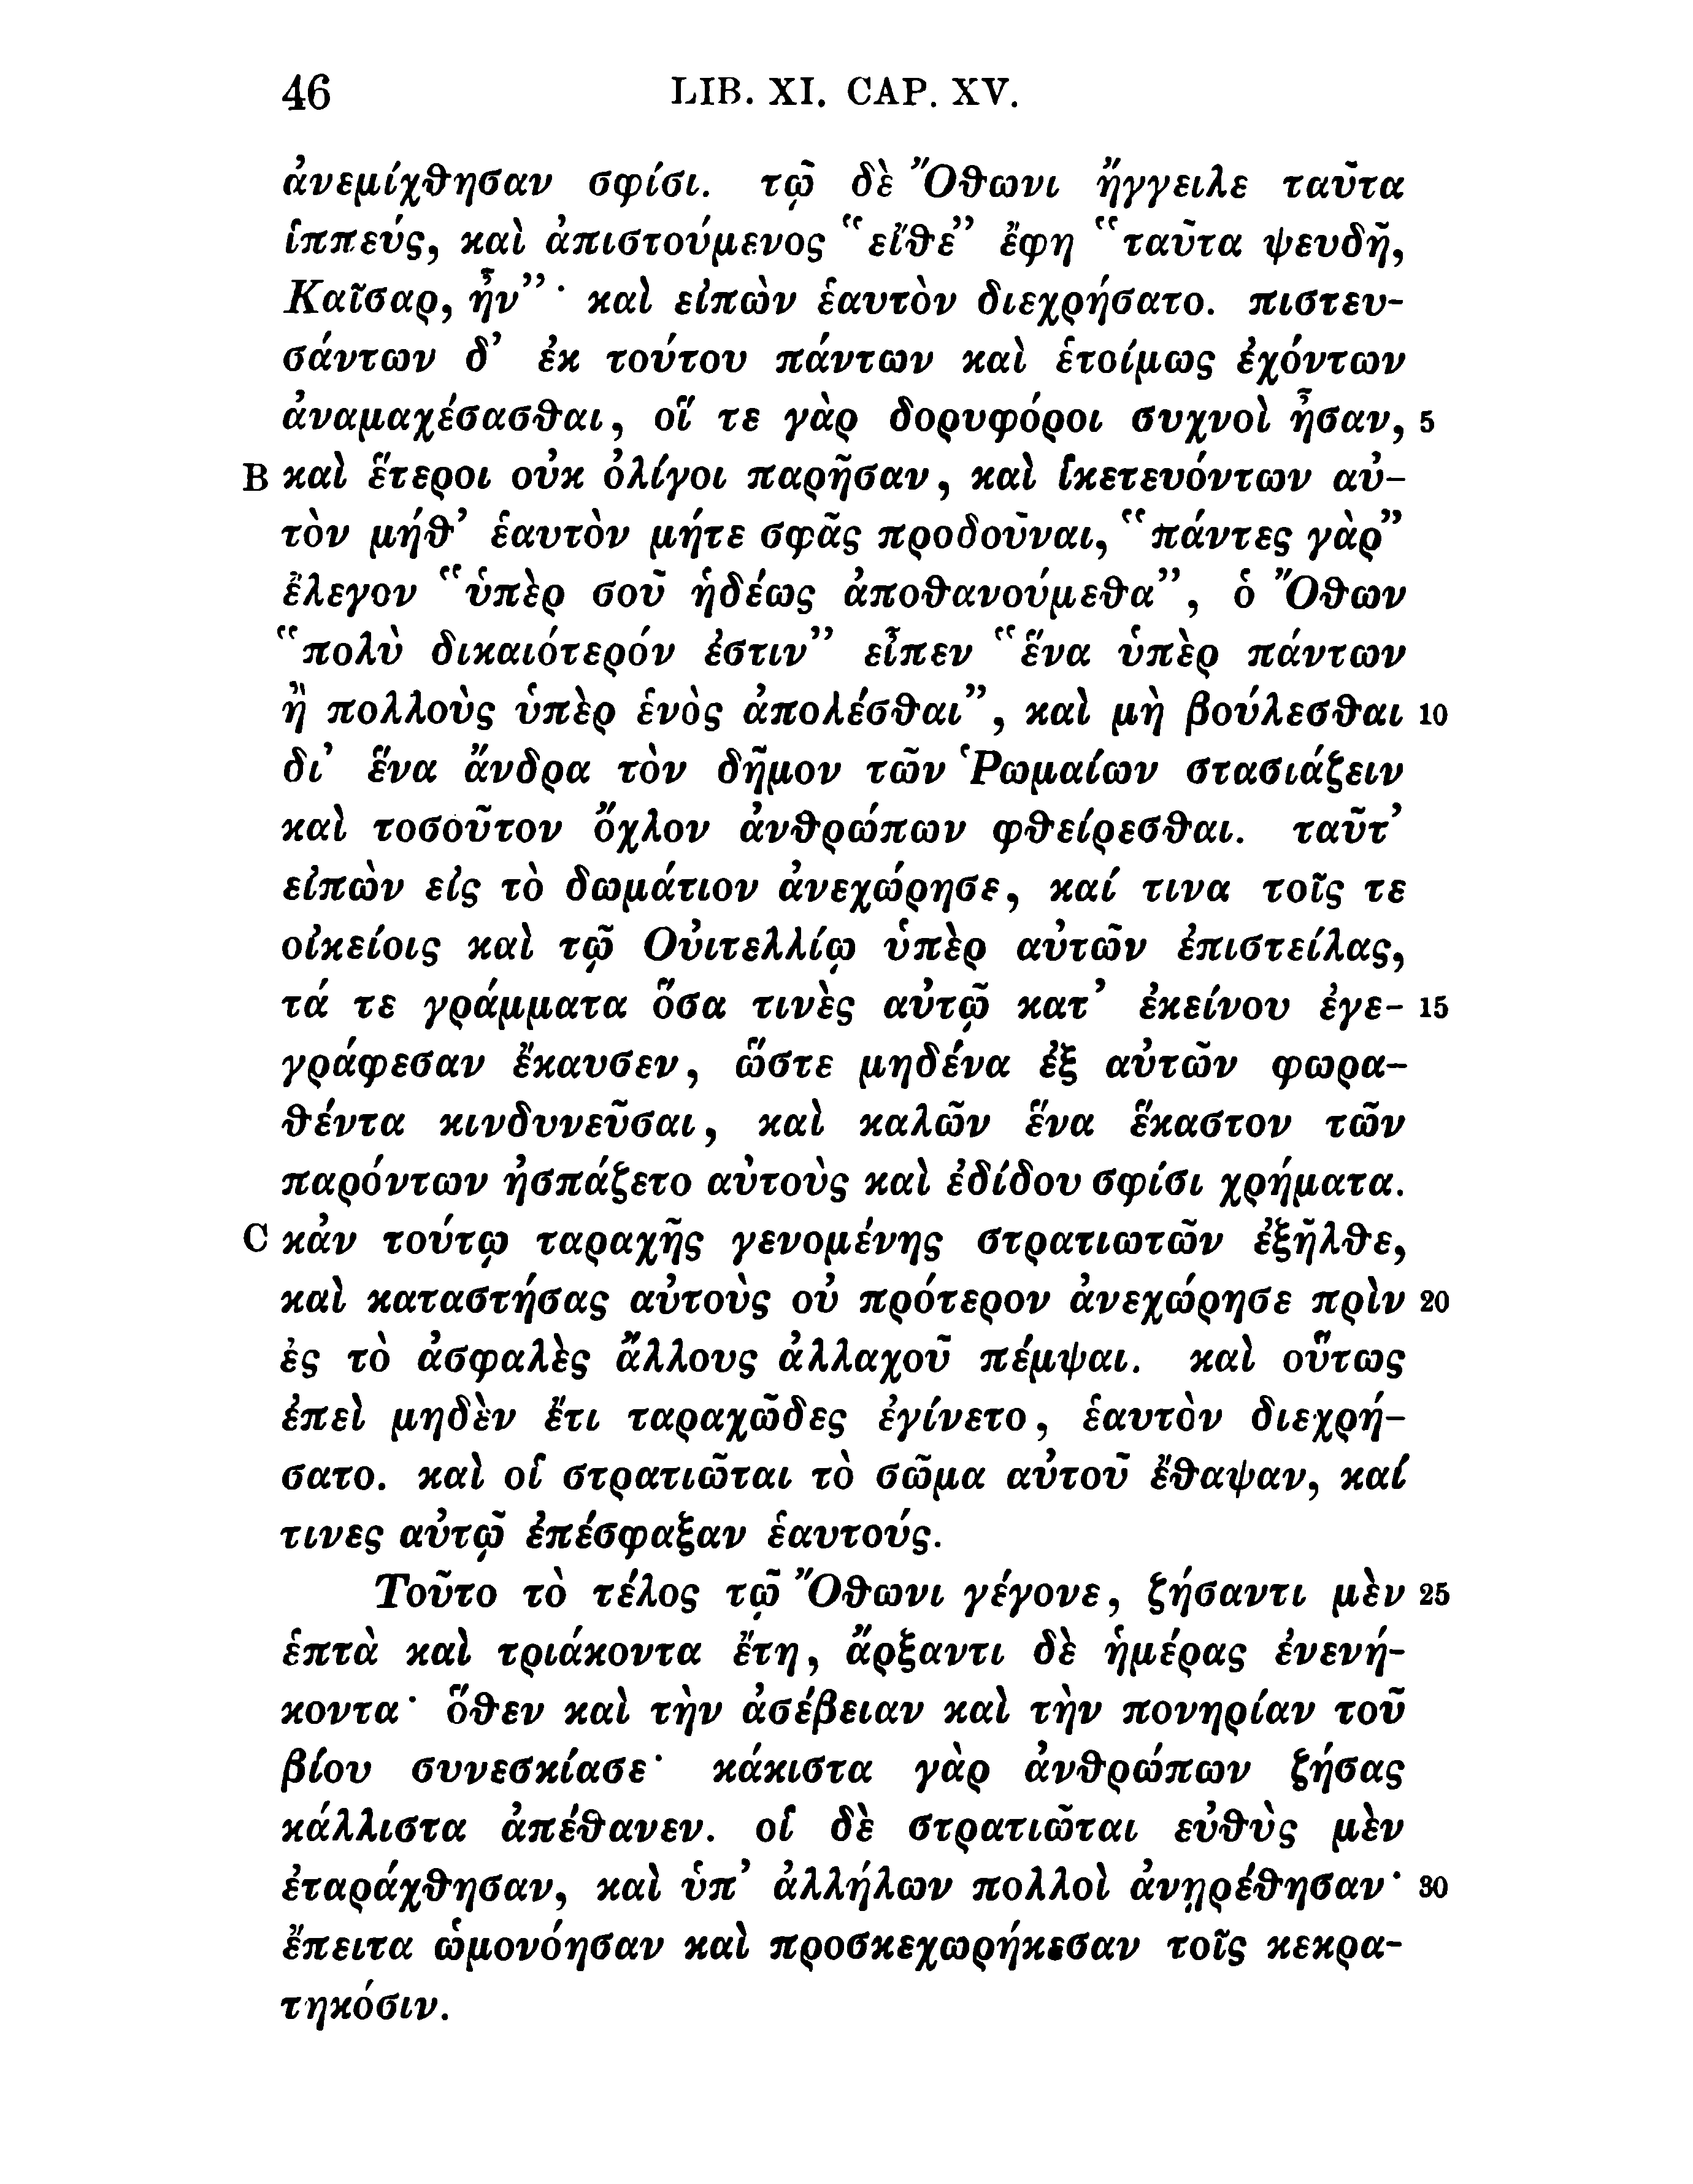 46 LIB. XI. CAP. XV.
ἀνεμίχθησαν σφίσι. τῷ δὲ Ὄθωνι ἤγγειλε ταῦτα
ἱππεύς, καὶ ἀπιστούμενος “εἴθε” ἔφη “ταῦτα ψευδῆ,
Καῖσαρ, ἦν”· καὶ εἰπὼν ἑαυτὸν διεχρήσατο. πιστευ-
σάντων δ’ ἐκ τούτου πάντων καὶ ἑτοίμως ἐχόντων
ἀναμαχέσασθαι, οἵ τε γὰρ δορυφόροι συχνοὶ ἦσαν, 5
B καὶ ἕτεροι οὐκ ὀλίγοι παρῆσαν, καὶ ἱκετευόντων αὐ-
τὸν μήθ’ ἑαυτὸν μήτε σφᾶς προδοῦναι, “πάντες γὰρ”
ἔλεγον “ὑπὲρ σοῦ ἡδέως ἀποθανούμεθα”, ὁ Ὄθων
“πολὺ δικαιότερόν ἐστιν” εἶπεν “ἕνα ὑπὲρ πάντων
ἢ πολλοὺς ὑπὲρ ἑνὸς ἀπολέσθαι”, καὶ μὴ βούλεσθαι 10
δι’ ἕνα ἄνδρα τὸν δῆμον τῶν Ῥωμαίων στασιάζειν
καὶ τοσοῦτον ὄχλον ἀνθρώπων φθείρεσθαι. ταῦτ’
εἰπὼν εἰς τὸ δωμάτιον ἀνεχώρησε, καί τινα τοῖς τε
οἰκείοις καὶ τῷ Οὐιτελλίῳ ὑπὲρ αὐτῶν ἐπιστείλας,
τά τε γράμματα ὅσα τινὲς αὐτῷ κατ’ ἐκείνου ἐγε- 15
γράφεσαν ἔκαυσεν, ὥστε μηδένα ἐξ αὐτῶν φωρα-
θέντα κινδυνεῦσαι, καὶ καλῶν ἕνα ἕκαστον τῶν
παρόντων ἠσπάζετο αὐτοὺς καὶ ἐδίδου σφίσι χρήματα.
C κἀν τούτῳ ταραχῆς γενομένης στρατιωτῶν ἐξῆλθε,
καὶ καταστήσας αὐτοὺς οὐ πρότερον ἀνεχώρησε πρὶν 20
ἐς τὸ ἀσφαλὲς ἄλλους ἀλλαχοῦ πέμψαι. καὶ οὕτως
ἐπεὶ μηδὲν ἔτι ταραχῶδες ἐγίνετο, ἑαυτὸν διεχρή-
σατο. καὶ οἱ στρατιῶται τὸ σῶμα αὐτοῦ ἔθαψαν, καί
τινες αὐτῷ ἐπέσφαξαν ἑαυτούς.
Τοῦτο τὸ τέλος τῷ Ὄθωνι γέγονε, ζήσαντι μὲν 25
ἑπτὰ καὶ τριάκοντα ἔτη, ἄρξαντι δὲ ἡμέρας ἐνενή-
κοντα· ὅθεν καὶ τὴν ἀσέβειαν καὶ τὴν πονηρίαν τοῦ
βίου συνεσκίασε· κάκιστα γὰρ ἀνθρώπων ζήσας
κάλλιστα ἀπέθανεν. οἱ δὲ στρατιῶται εὐθὺς μὲν
ἐταράχθησαν, καὶ ὑπ’ ἀλλήλων πολλοὶ ἀνῃρέθησαν· 30
ἔπειτα ὡμονόησαν καὶ προσκεχωρήκεσαν τοῖς κεκρα-
τηκόσιν.